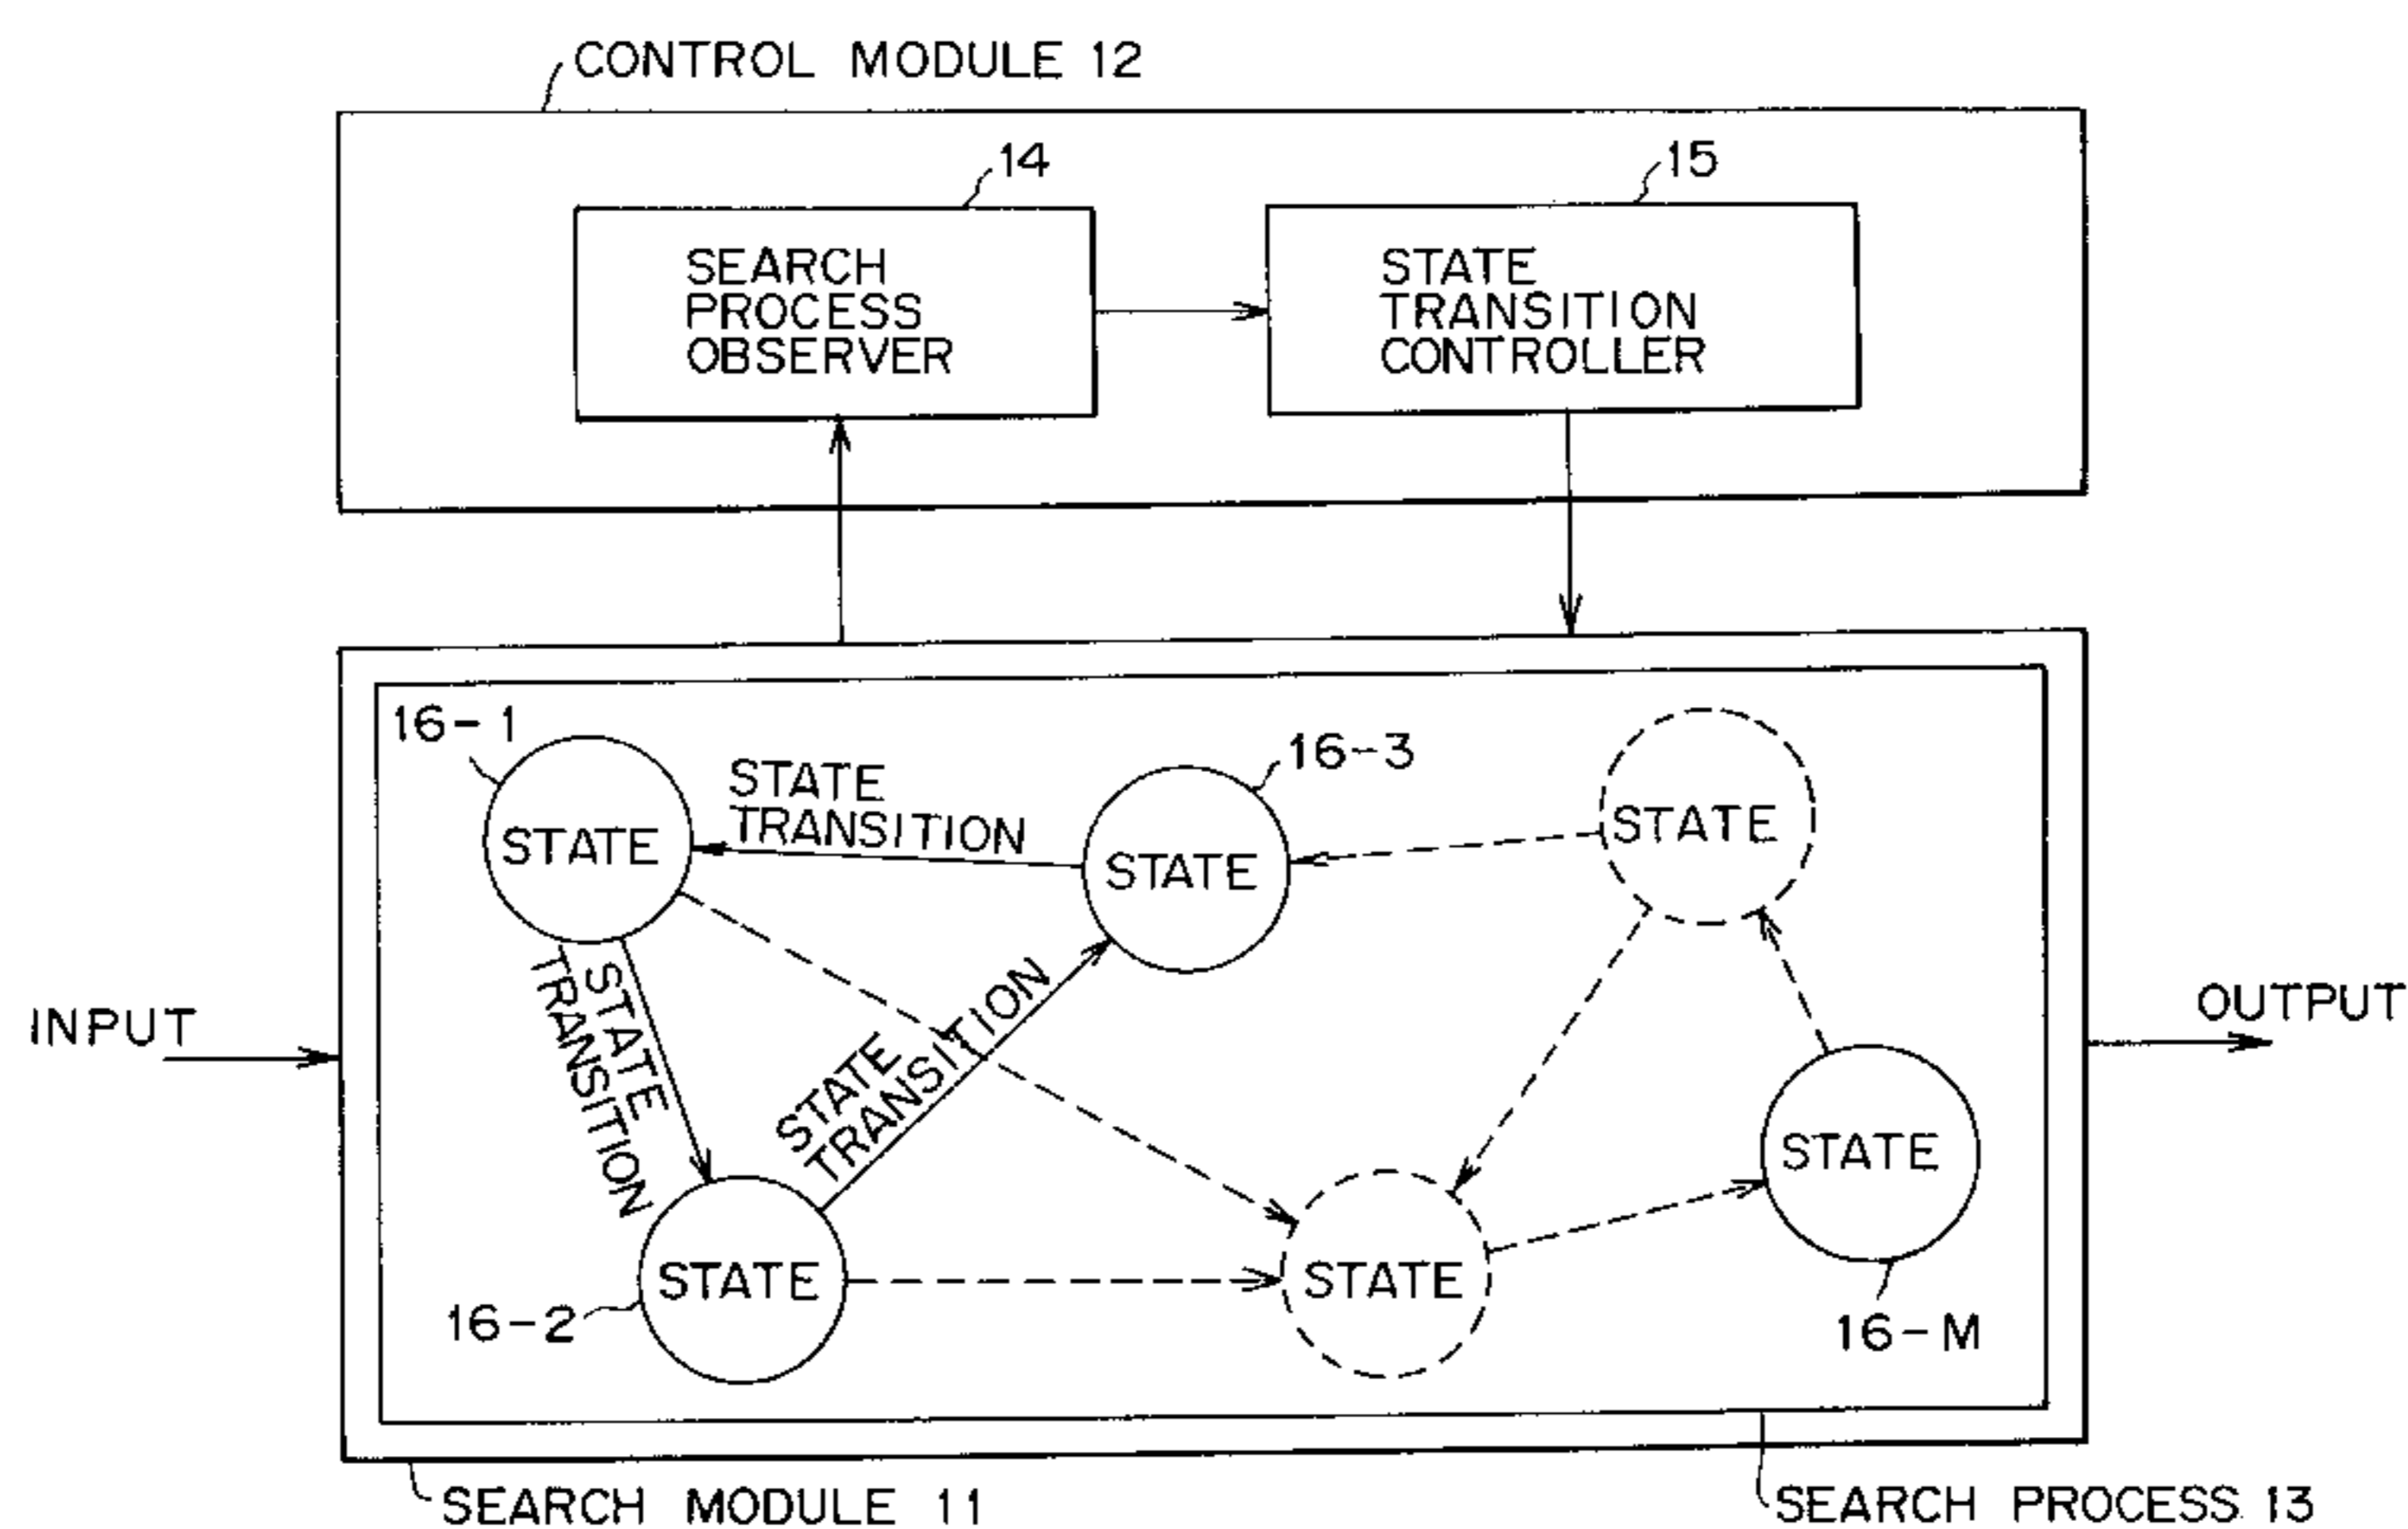 CONTROL MODULE 12
14
15
SEARCH
PROCESS
OBSERVER
STATE
TRANSITION
CONTROLLER
16-1
STATE
STATE
TRANSITION
16-3
STATE
STATE
STATE
TRANSITION
STATE
TRANSITION
INPUT
OUTPUT
STATE
16-2
STATE
STATE
16-M
SEARCH MODULE 11
SEARCH PROCESS 13